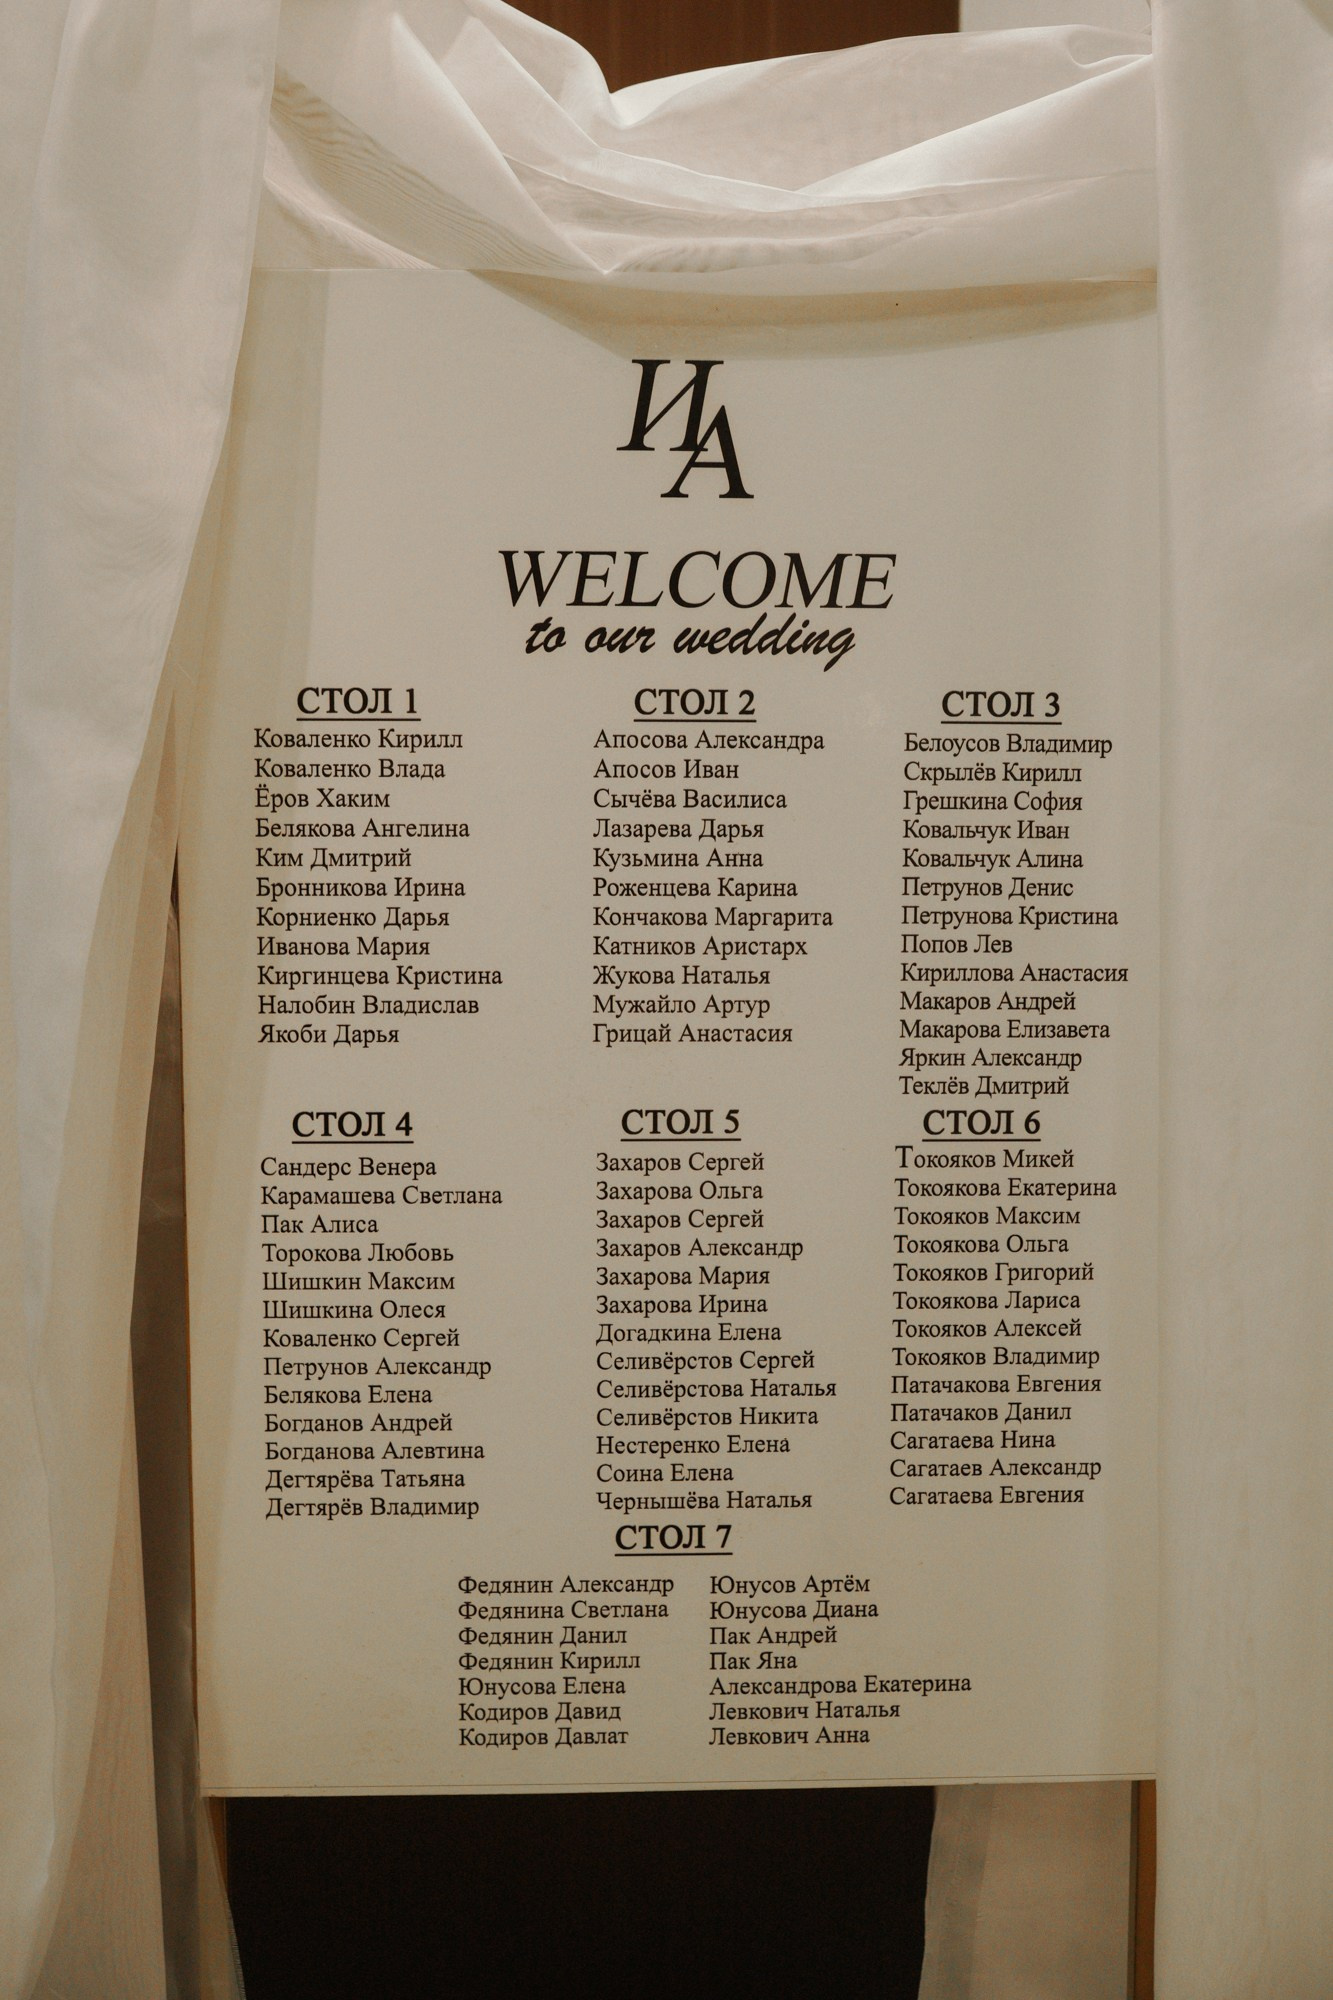 И
А
WELCOME
to our wedding
СТОЛ 1
Коваленко Кирилл
Коваленко Влада
Ёров Хаким
Белякова Ангелина
Ким Дмитрий
Бронникова Ирина
Корниенко Дарья
Иванова Мария
Киргинцева Кристина
Налобин Владислав
Якоби Дарья
СТОЛ 2
Апосова Александра
Апосов Иван
Сычёва Василиса
Лазарева Дарья
Кузьмина Анна
Роженцева Карина
Кончакова Маргарита
Катников Аристарх
Жукова Наталья
Мужайло Артур
Грицай Анастасия
СТОЛ 3
Белоусов Владимир
Скрылёв Кирилл
Грешкина София
Ковальчук Иван
Ковальчук Алина
Петрунов Денис
Петрунова Кристина
Попов Лев
Кириллова Анастасия
Макаров Андрей
Макарова Елизавета
Яркин Александр
Теклёв Дмитрий
СТОЛ 4
Сандерс Венера
Карамашева Светлана
Пак Алиса
Торокова Любовь
Шишкин Максим
Шишкина Олеся
Коваленко Сергей
Петрунов Александр
Белякова Елена
Богданов Андрей
Богданова Алевтина
Дегтярёва Татьяна
Дегтярёв Владимир
СТОЛ 5
Захаров Сергей
Захарова Ольга
Захаров Сергей
Захаров Александр
Захарова Мария
Захарова Ирина
Догадкина Елена
Селивёрстов Сергей
Селивёрстова Наталья
Селивёрстов Никита
Нестеренко Елена
Соина Елена
Чернышёва Наталья
СТОЛ 6
Токояков Микей
Токоякова Екатерина
Токояков Максим
Токоякова Ольга
Токояков Григорий
Токоякова Лариса
Токояков Алексей
Токояков Владимир
Патачакова Евгения
Патачаков Данил
Сагатаева Нина
Сагатаев Александр
Сагатаева Евгения
СТОЛ 7
Федянин Александр
Федянина Светлана
Федянин Данил
Федянин Кирилл
Юнусова Елена
Кодиров Давид
Кодиров Давлат
Юнусов Артём
Юнусова Диана
Пак Андрей
Пак Яна
Александрова Екатерина
Левкович Наталья
Левкович Анна